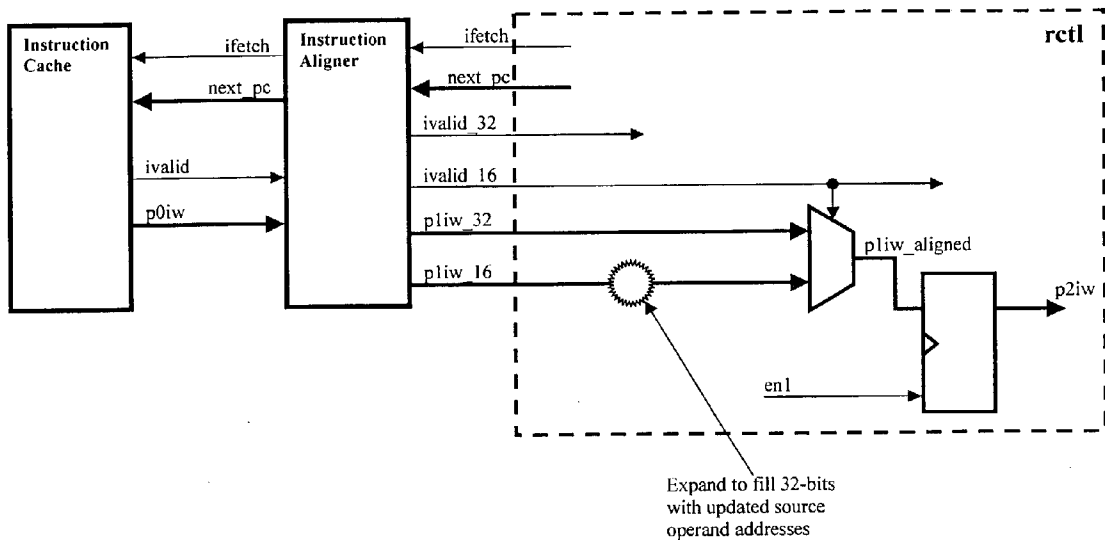 Instruction
Cache
Instruction
Aligner
rctl
ifetch
ifetch
next_pc
next_pc
ivalid_32
ivalid
ivalid_16
p0iw
p1iw_32
p1iw_aligned
p1iw_16
p2iw
en1
Expand to fill 32-bits
with updated source
operand addresses